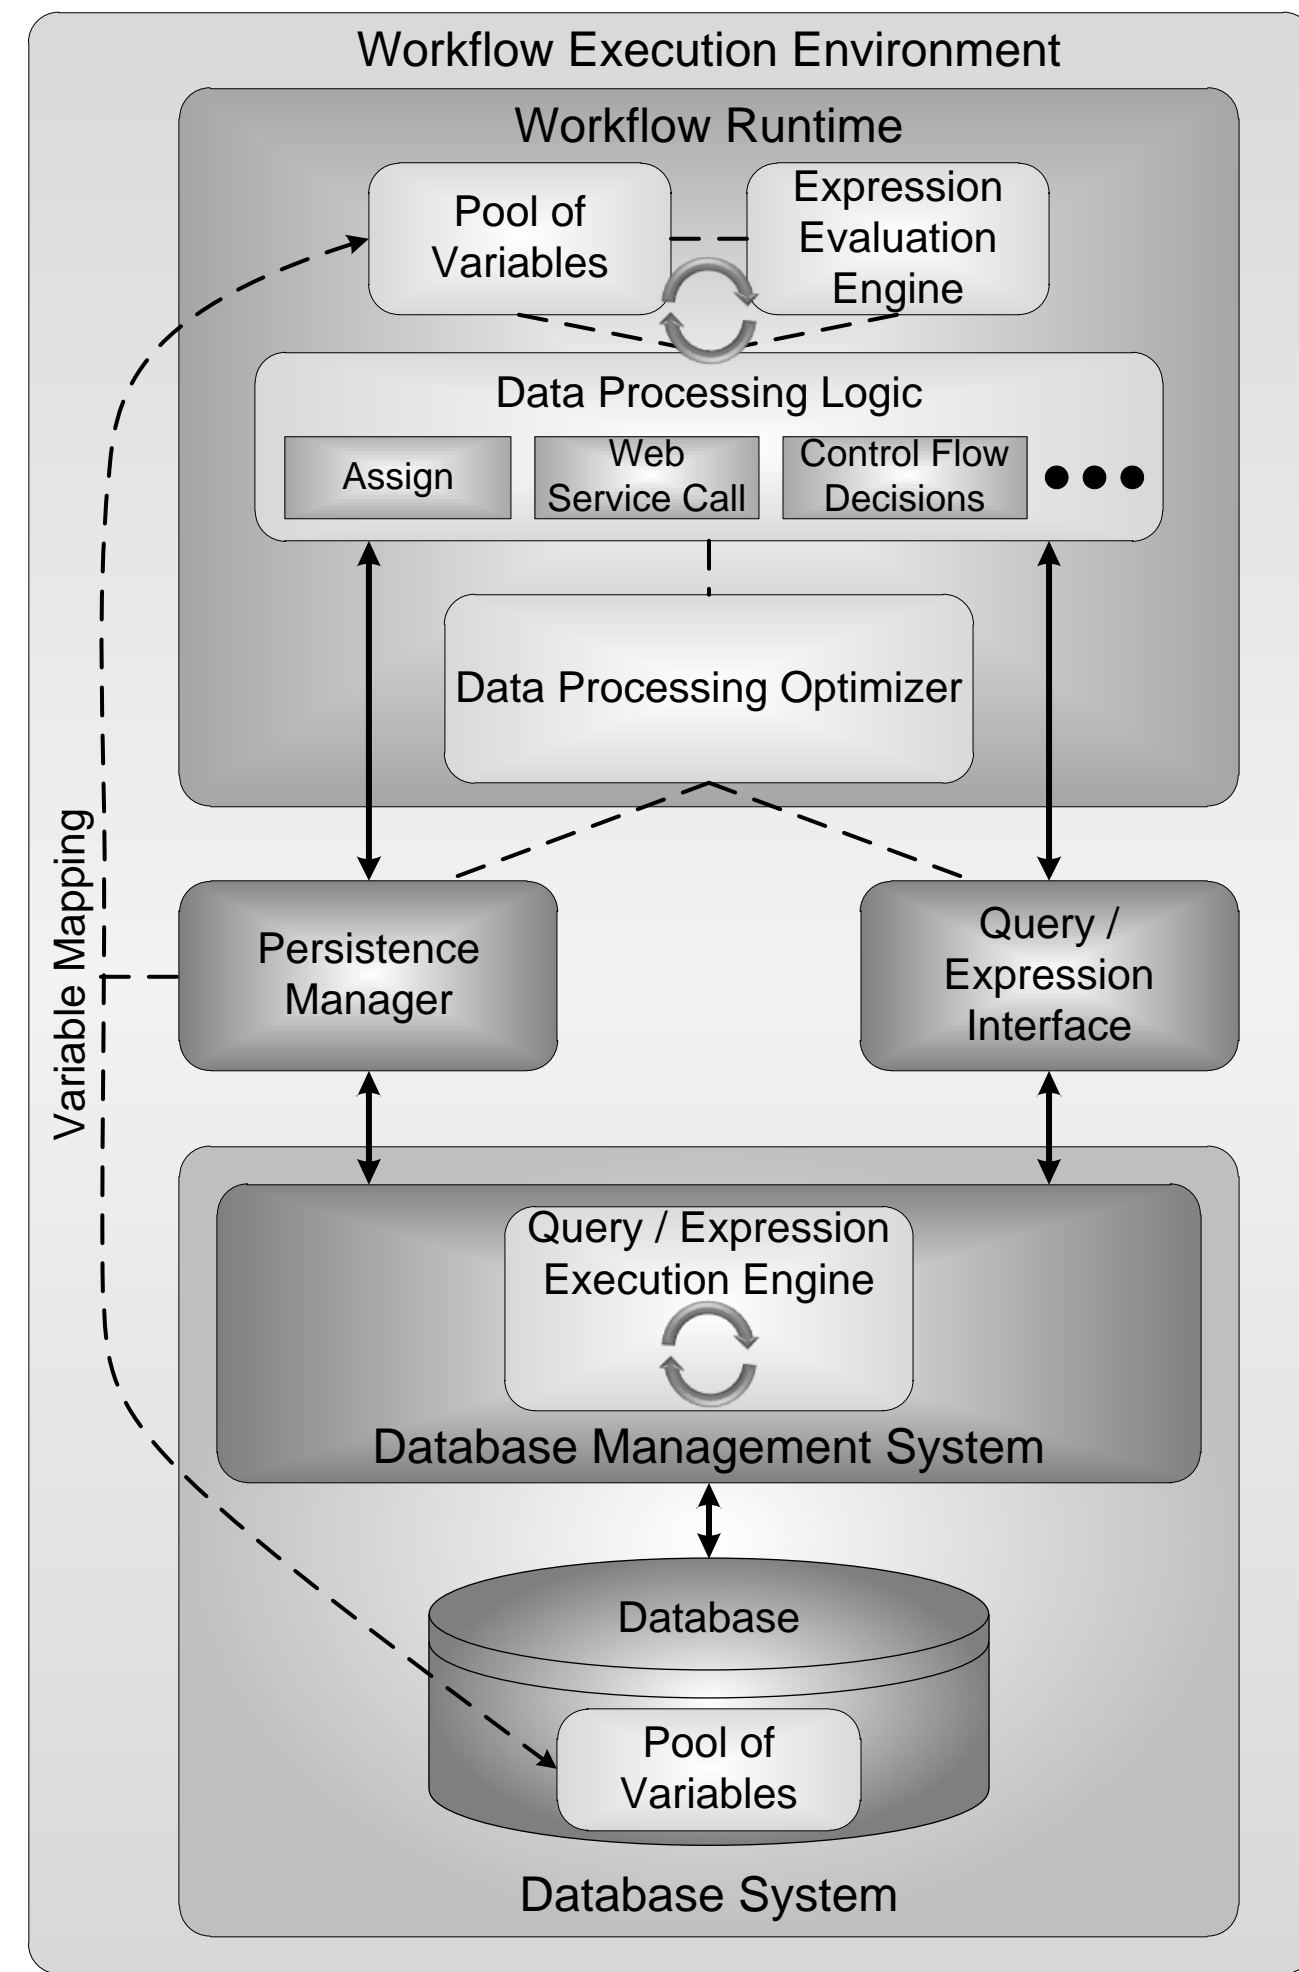 Workflow Execution Environment
Workflow Runtime
Pool of
Variables
Expression
Evaluation
Engine
Data Processing Logic
Assign
Web
Service Call
Control Flow
Decisions
Data Processing Optimizer
Variable Mapping
Persistence
Manager
Query /
Expression
Interface
Query / Expression
Execution Engine
Database Management System
Database
Pool of
Variables
Database System